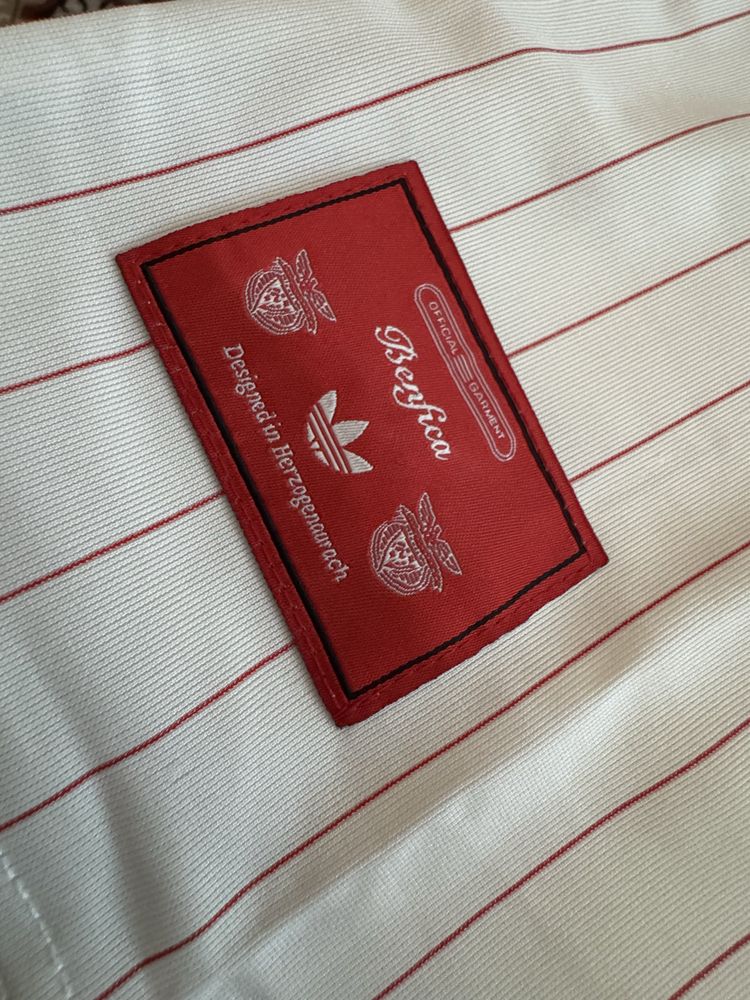 OFFICIAL GARMENT
Benfica
Designed in Herzogenaurach